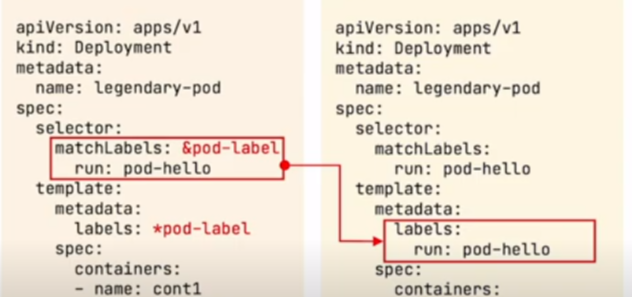 apiVersion: apps/v1
kind: Deployment
metadata:
  name: legendary-pod
spec:
  selector:
    matchLabels: &pod-label
      run: pod-hello
  template:
    metadata:
      labels: *pod-label
    spec:
      containers:
      - name: cont1
apiVersion: apps/v1
kind: Deployment
metadata:
  name: legendary-pod
spec:
  selector:
    matchLabels:
      run: pod-hello
  template:
    metadata:
      labels:
        run: pod-hello
    spec:
      containers: